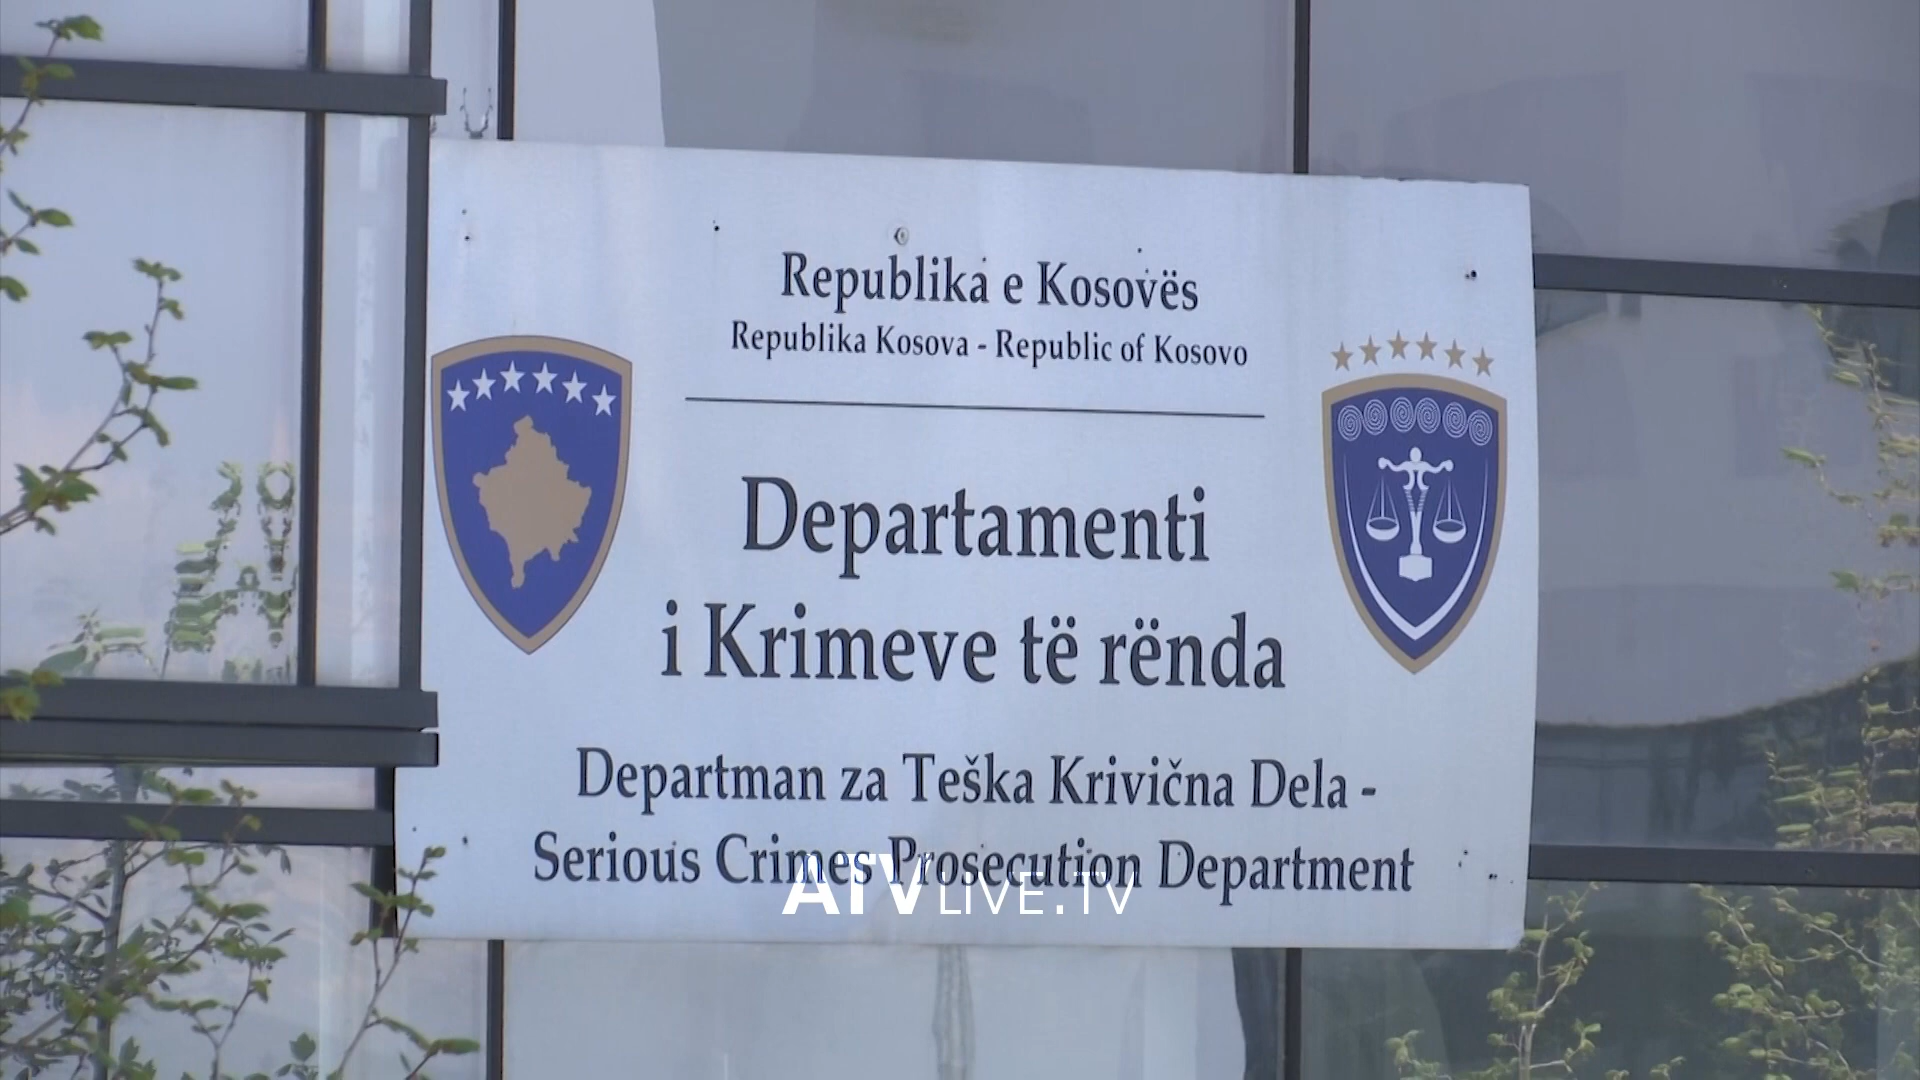 Republika e Kosovës
Republika Kosova - Republic of Kosovo
Departamenti
i Krimeve të rënda
Departman za Teška Krivična Dela -
Serious Crimes Prosecution Department
ATV LIVE.TV